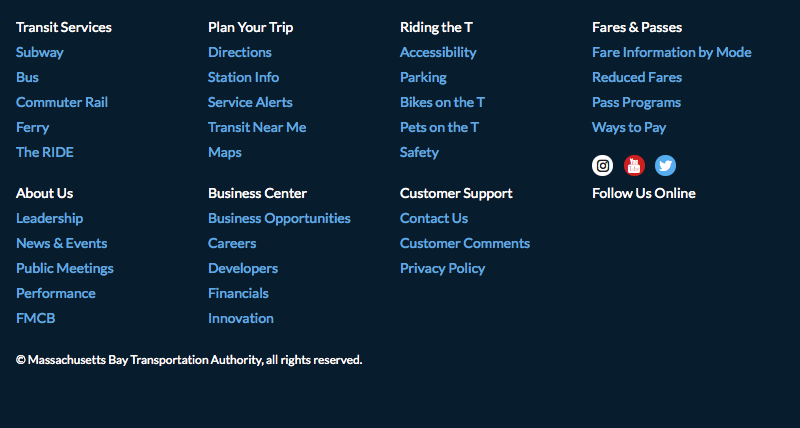 Transit Services
Subway
Bus
Commuter Rail
Ferry
The RIDE
Plan Your Trip
Directions
Station Info
Service Alerts
Transit Near Me
Maps
Riding the T
Accessibility
Parking
Bikes on the T
Pets on the T
Safety
Fares & Passes
Fare Information by Mode
Reduced Fares
Pass Programs
Ways to Pay
About Us
Leadership
News & Events
Public Meetings
Performance
FMCB
Business Center
Business Opportunities
Careers
Developers
Financials
Innovation
Customer Support
Contact Us
Customer Comments
Privacy Policy
Follow Us Online
© Massachusetts Bay Transportation Authority, all rights reserved.